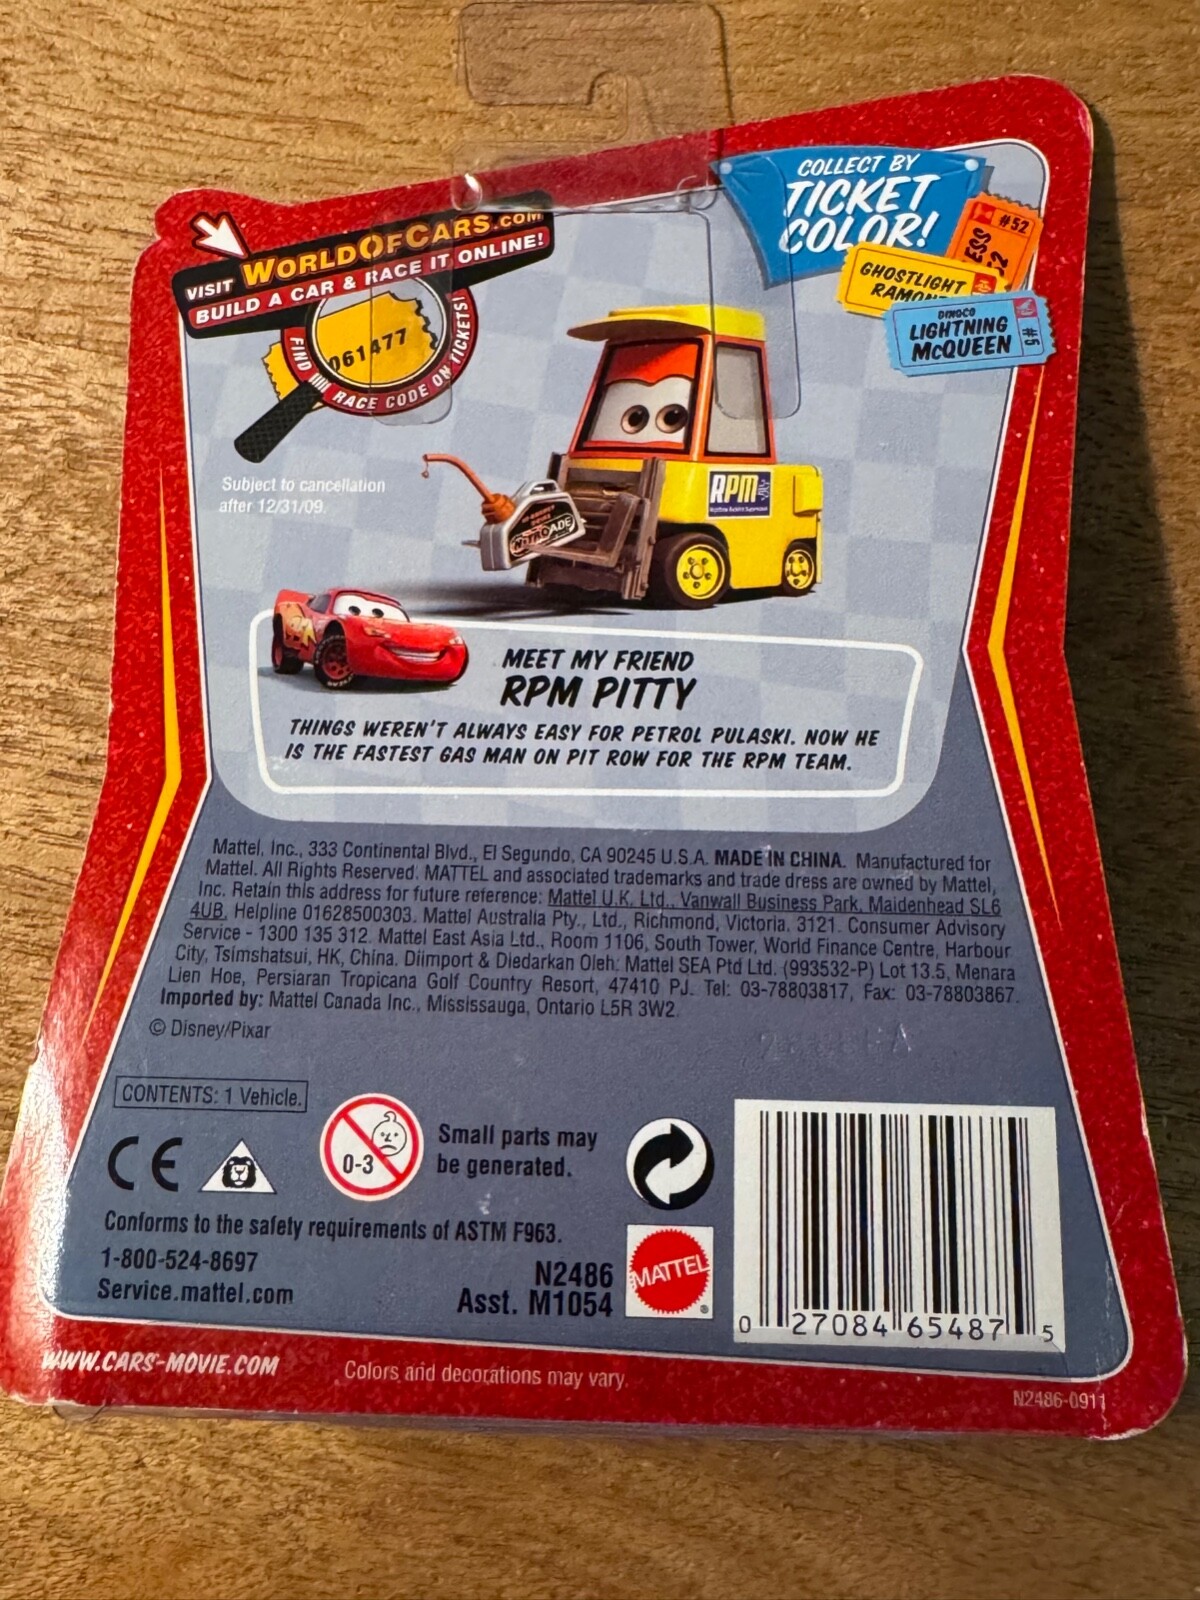 VISIT WORLDOFCARS.COM
BUILD A CAR & RACE IT ONLINE!
FIND RACE CODE ON TICKETS!
061477
Subject to cancellation
after 12/31/09.
COLLECT BY
TICKET
COLOR!
#52
GHOSTLIGHT
DINOCO
LIGHTNING
McQUEEN
#5
RPM
NITROADE
MEET MY FRIEND
RPM PITTY
THINGS WEREN'T ALWAYS EASY FOR PETROL PULASKI. NOW HE
IS THE FASTEST GAS MAN ON PIT ROW FOR THE RPM TEAM.
Mattel, Inc., 333 Continental Blvd., El Segundo, CA 90245 U.S.A. MADE IN CHINA. Manufactured for
Mattel. All Rights Reserved. MATTEL and associated trademarks and trade dress are owned by Mattel,
Inc. Retain this address for future reference: Mattel U.K. Ltd., Vanwall Business Park, Maidenhead SL6
4UB. Helpline 01628500303. Mattel Australia Pty., Ltd., Richmond, Victoria. 3121. Consumer Advisory
Service - 1300 135 312. Mattel East Asia Ltd., Room 1106, South Tower, World Finance Centre, Harbour
City, Tsimshatsui, HK, China. Diimport & Diedarkan Oleh: Mattel SEA Ptd Ltd. (993532-P) Lot 13.5, Menara
Lien Hoe, Persiaran Tropicana Golf Country Resort, 47410 PJ. Tel: 03-78803817, Fax: 03-78803867.
Imported by: Mattel Canada Inc., Mississauga, Ontario L5R 3W2.
© Disney/Pixar
CONTENTS: 1 Vehicle.
CE
0-3
Small parts may
be generated.
Conforms to the safety requirements of ASTM F963.
1-800-524-8697
Service.mattel.com
N2486
Asst. M1054
MATTEL
®
0 27084 65487 5
WWW.CARS-MOVIE.COM
Colors and decorations may vary.
N2486-0911